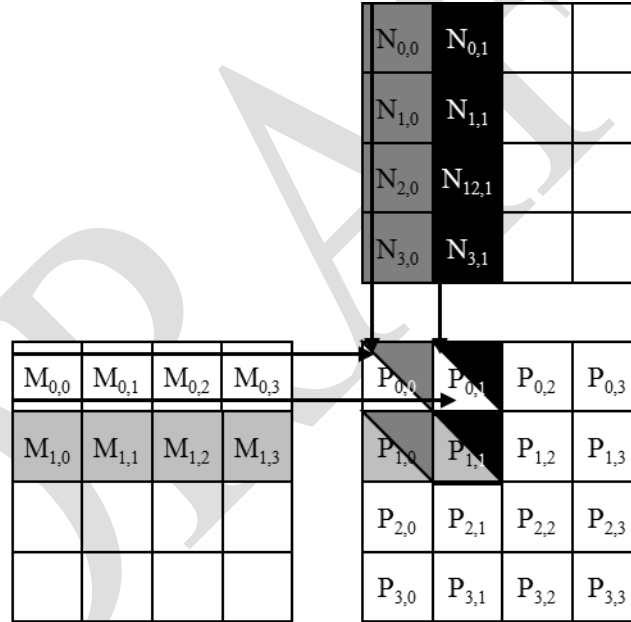 N0,0 N0,1
N1,0 N1,1
N2,0 N12,1
N3,0 N3,1
M0,0 M0,1 M0,2 M0,3 P0,0 P0,1 P0,2 P0,3
M1,0 M1,1 M1,2 M1,3 P1,0 P1,1 P1,2 P1,3
P2,0 P2,1 P2,2 P2,3
P3,0 P3,1 P3,2 P3,3